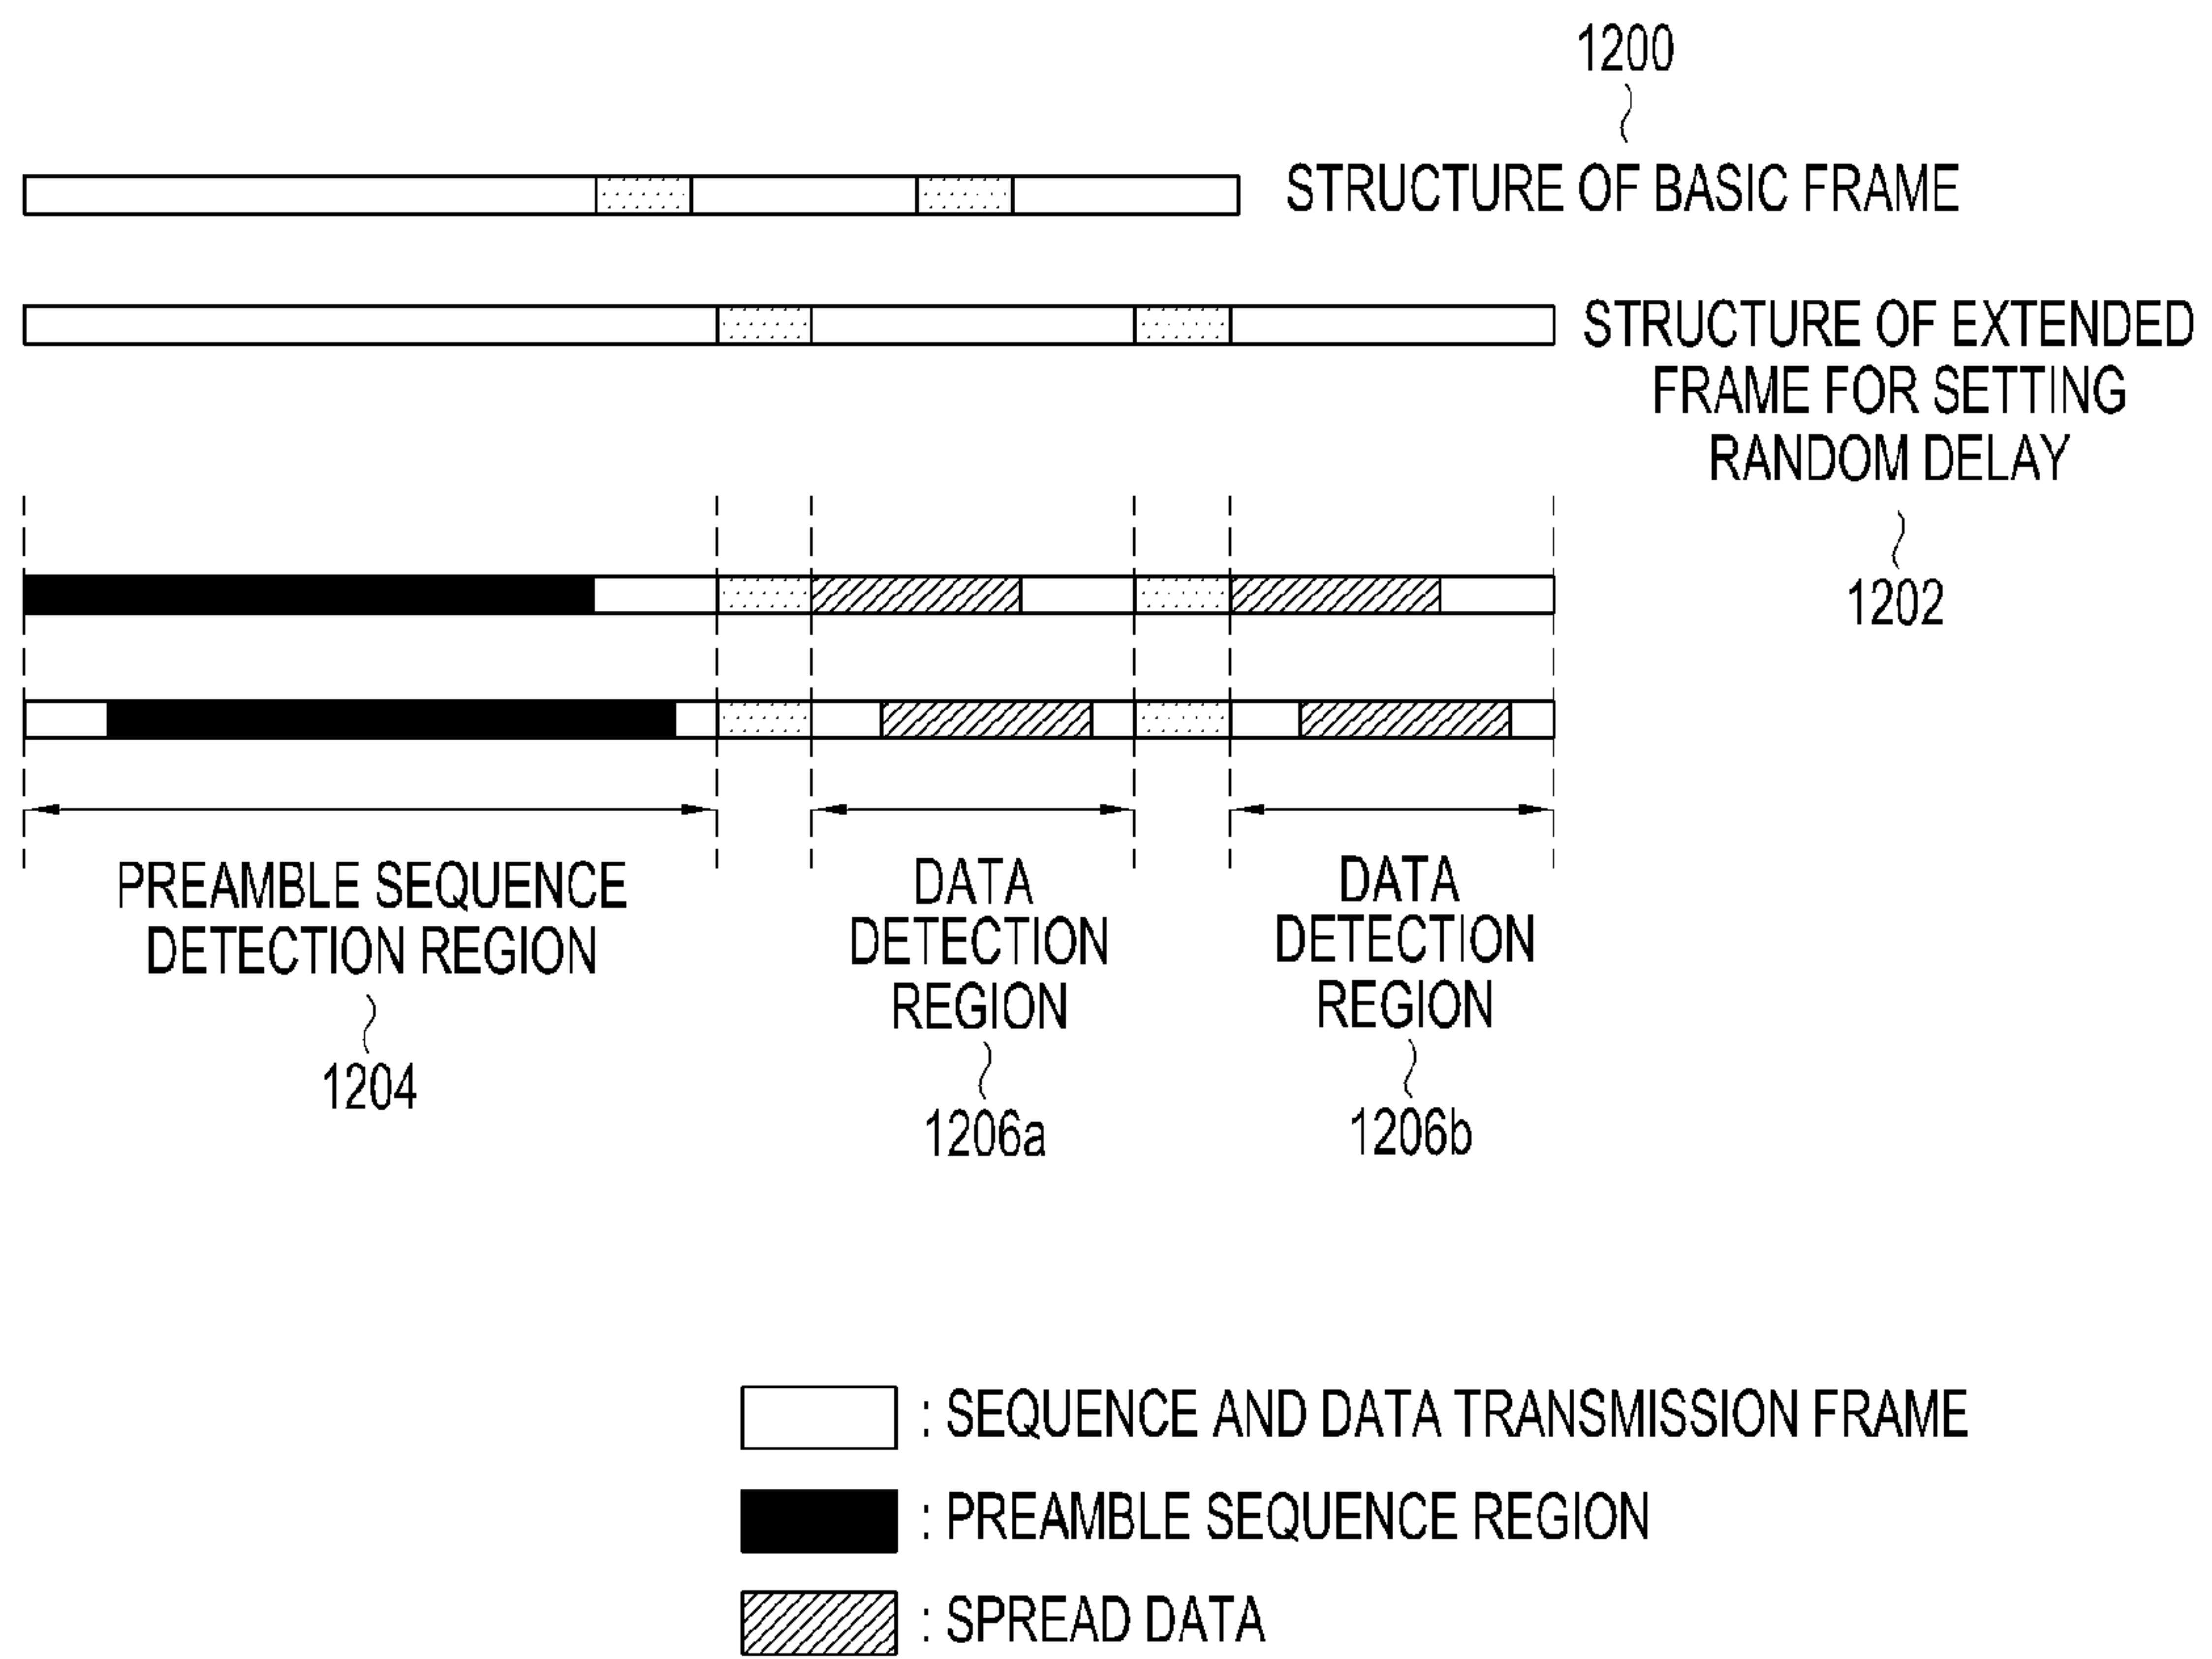 1200
STRUCTURE OF BASIC FRAME
STRUCTURE OF EXTENDED
FRAME FOR SETTING
RANDOM DELAY
1202
PREAMBLE SEQUENCE
DETECTION REGION
1204
DATA
DETECTION
REGION
1206a
DATA
DETECTION
REGION
1206b
: SEQUENCE AND DATA TRANSMISSION FRAME
: PREAMBLE SEQUENCE REGION
: SPREAD DATA